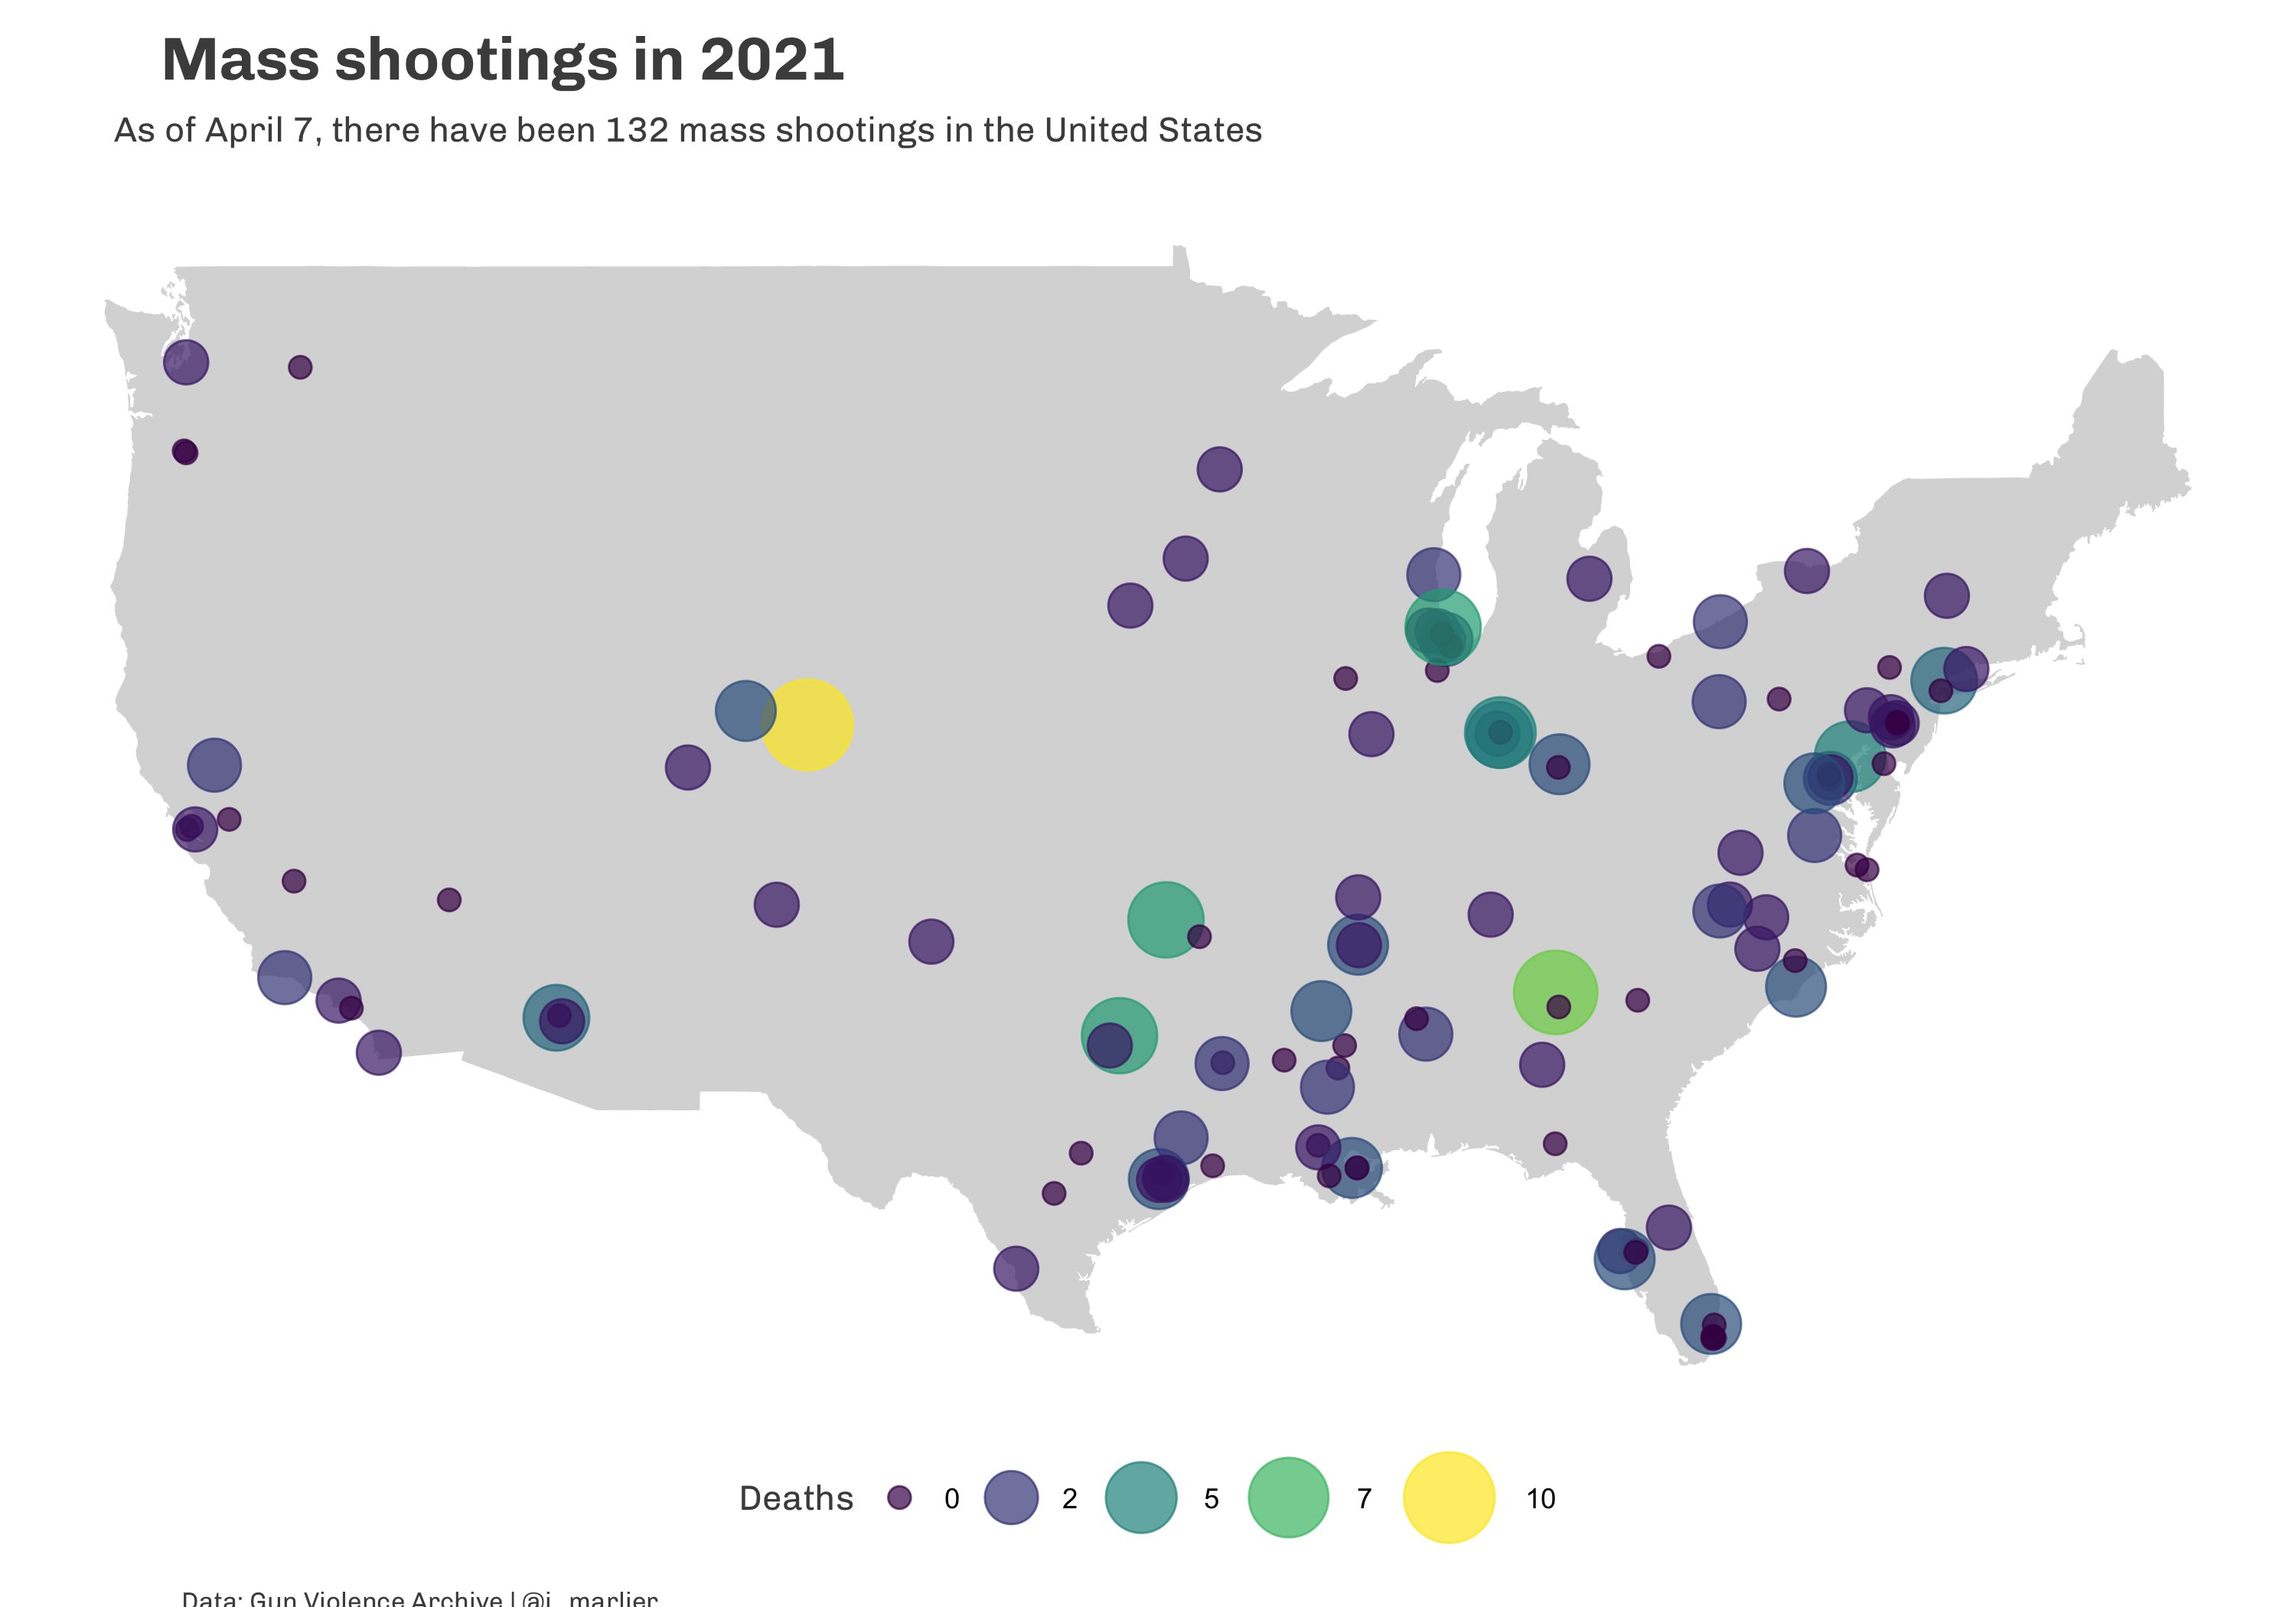 Mass shootings in 2021
As of April 7, there have been 132 mass shootings in the United States
Deaths 0 2 5 7 10
Data: Gun Violence Archive | @j_marlier